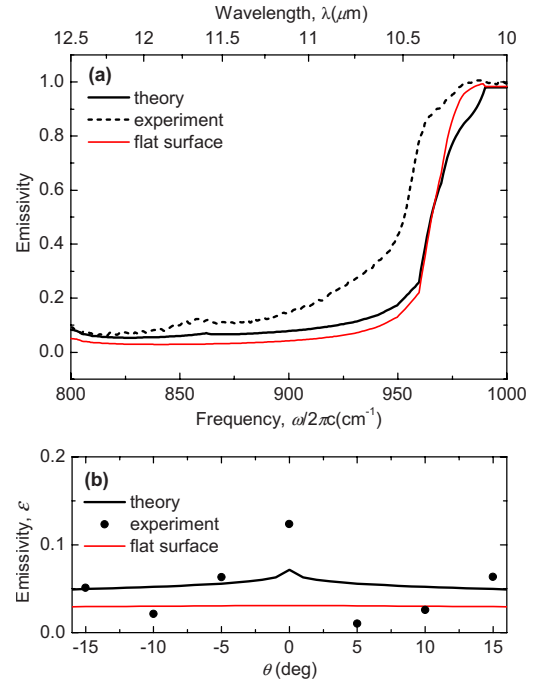 Wavelength, λ(μm)
12.5 12 11.5 11 10.5 10
(a)
theory
experiment
flat surface
1.0
0.8
0.6
0.4
0.2
0.0
Emissivity
800 850 900 950 1000
Frequency, ω/2πc(cm⁻¹)
(b)
theory
experiment
flat surface
0.2
0.1
0.0
Emissivity, ε
-15 -10 -5 0 5 10 15
θ (deg)